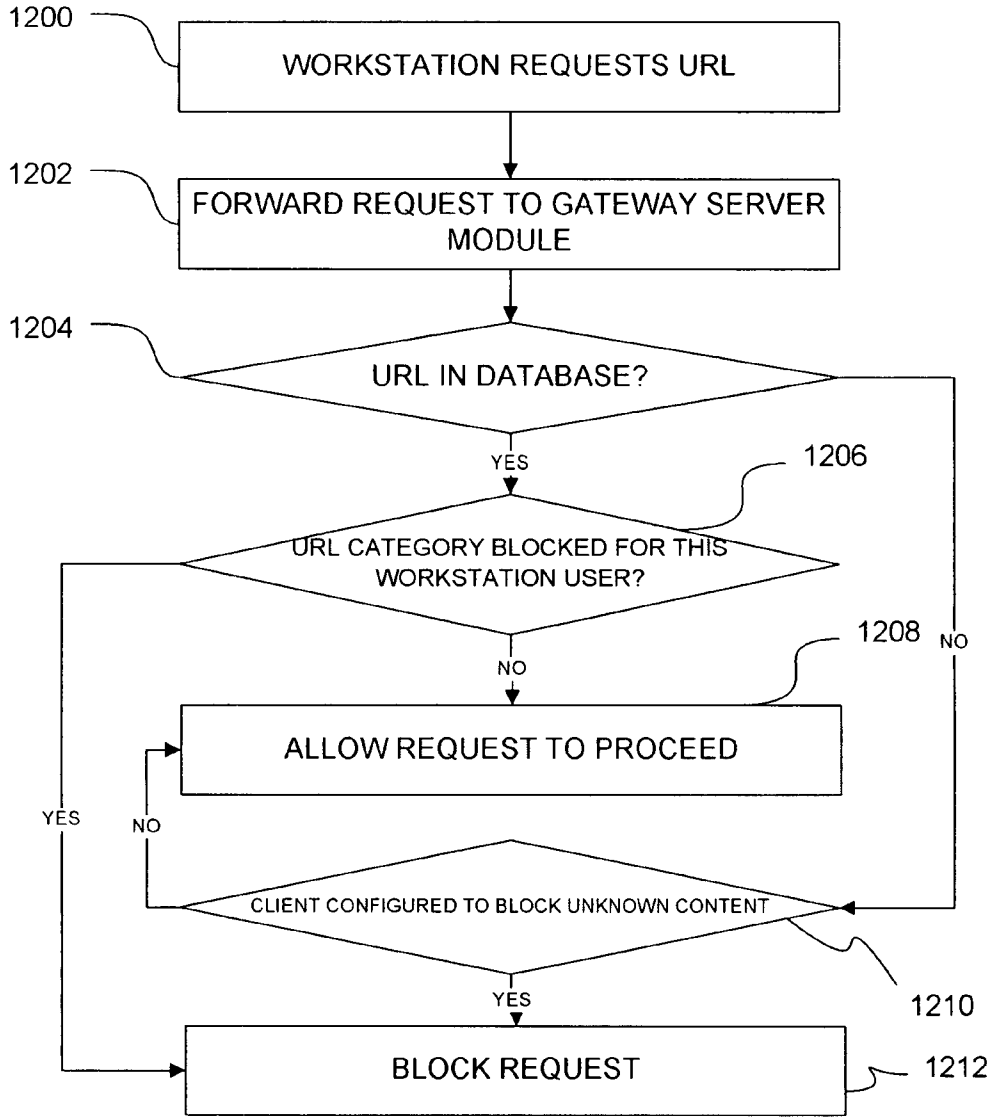 1200
WORKSTATION REQUESTS URL
1202
FORWARD REQUEST TO GATEWAY SERVER
MODULE
1204
URL IN DATABASE?
YES
1206
URL CATEGORY BLOCKED FOR THIS
WORKSTATION USER?
1208
NO
NO
ALLOW REQUEST TO PROCEED
YES
NO
CLIENT CONFIGURED TO BLOCK UNKNOWN CONTENT
YES
1210
BLOCK REQUEST
1212